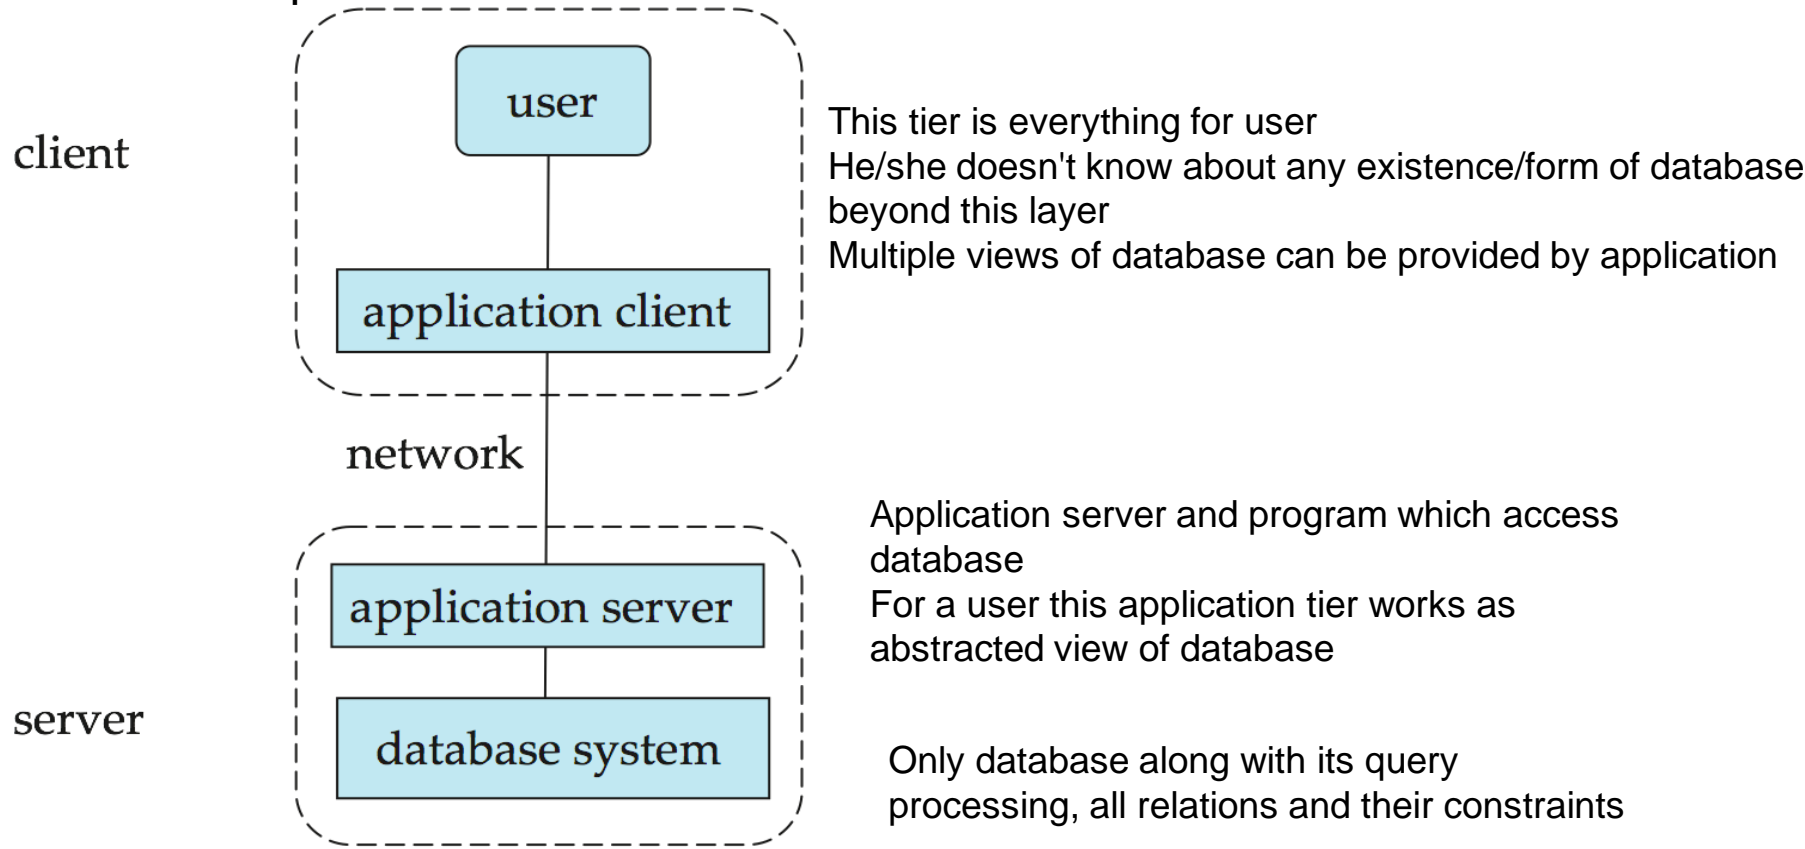 user
client
This tier is everything for user
He/she doesn't know about any existence/form of database
beyond this layer
Multiple views of database can be provided by application
application client
network
Application server and program which access
database
For a user this application tier works as
abstracted view of database
application server
server
database system
Only database along with its query
processing, all relations and their constraints